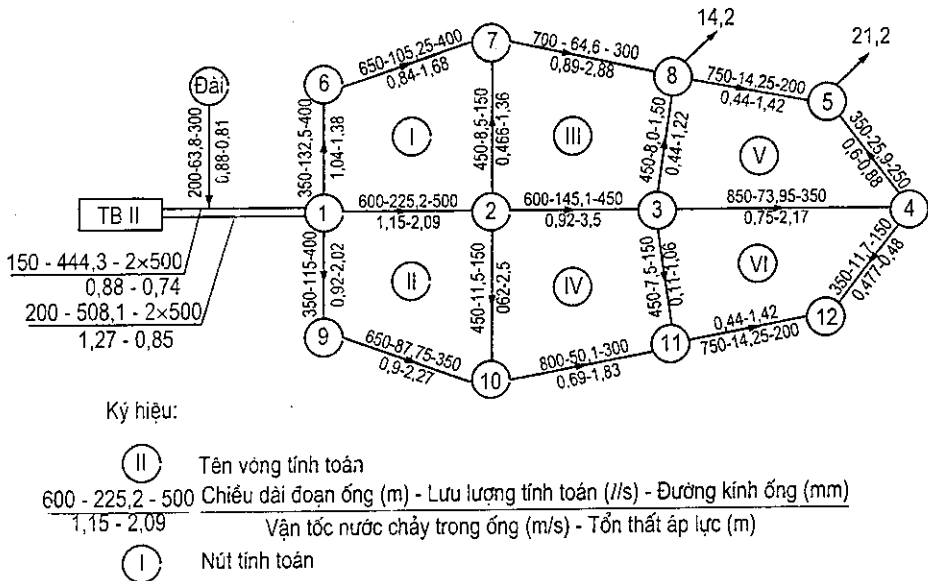 14,2
21,2
Đài
200-63,8-300
0,88-0,81
TB II
150 - 444,3 - 2×500
0,88 - 0,74
200 - 508,1 - 2×500
1,27 - 0,85
6
350-132,5-400
1,04-1,38
650-105,25-400
0,84-1,68
7
700 - 64,6 - 300
0,89-2,88
8
750-14,25-200
0,44-1,42
5
350-25,9-250
0,6-0,88
I
450-8,5-150
0,466-1,36
III
450-8,0-1,50
0,44-1,22
V
1
600-225,2-500
1,15-2,09
2
600-145,1-450
0,92-3,5
3
850-73,95-350
0,75-2,17
4
350-115-400
0,92-2,02
II
450-11,5-150
062-2,5
IV
450-7,5-150
0,11-1,06
VI
350-11,7-150
0,477-0,48
9
650-87,75-350
0,9-2,27
10
800-50,1-300
0.69-1,83
11
0,44-1,42
750-14,25-200
12
Ký hiệu:
II Tên vòng tính toán
600 - 225,2 - 500 Chiều dài đoạn ống (m) - Lưu lượng tính toán (l/s) - Đường kính ống (mm)
1,15 - 2,09 Vận tốc nước chảy trong ống (m/s) - Tổn thất áp lực (m)
I Nút tính toán